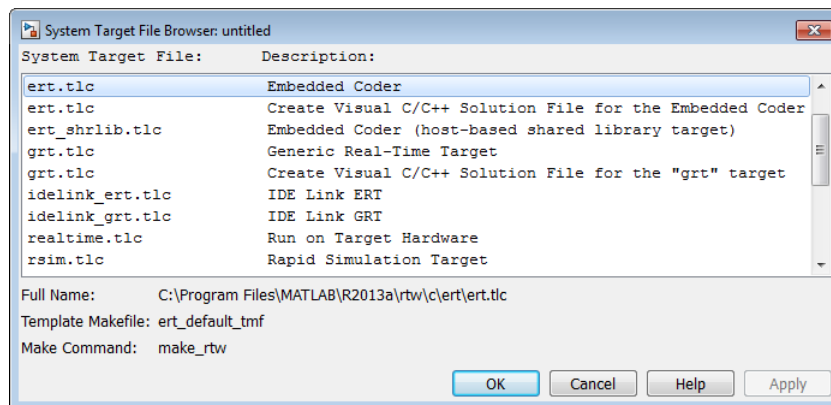 System Target File Browser: untitled
System Target File: Description:
ert.tlc Embedded Coder
ert.tlc Create Visual C/C++ Solution File for the Embedded Coder
ert_shrlib.tlc Embedded Coder (host-based shared library target)
grt.tlc Generic Real-Time Target
grt.tlc Create Visual C/C++ Solution File for the "grt" target
idelink_ert.tlc IDE Link ERT
idelink_grt.tlc IDE Link GRT
realtime.tlc Run on Target Hardware
rsim.tlc Rapid Simulation Target
Full Name: C:\Program Files\MATLAB\R2013a\rtw\c\ert\ert.tlc
Template Makefile: ert_default_tmf
Make Command: make_rtw
OK Cancel Help Apply